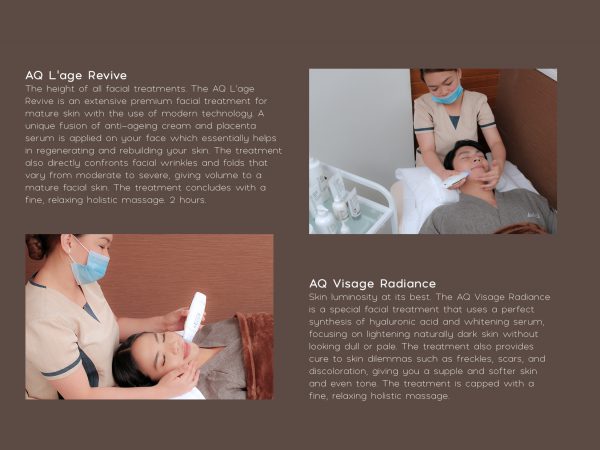 AQ L'age Revive
The height of all facial treatments. The AQ L'age
Revive is an extensive premium facial treatment for
mature skin with the use of modern technology. A
unique fusion of anti-ageing cream and placenta
serum is applied on your face which essentially helps
in regenerating and rebuilding your skin. The treatment
also directly confronts facial wrinkles and folds that
vary from moderate to severe, giving volume to a
mature facial skin. The treatment concludes with a
fine, relaxing holistic massage. 2 hours.
AQ Visage Radiance
Skin luminosity at its best. The AQ Visage Radiance
is a special facial treatment that uses a perfect
synthesis of hyaluronic acid and whitening serum,
focusing on lightening naturally dark skin without
looking dull or pale. The treatment also provides
cure to skin dilemmas such as freckles, scars, and
discoloration, giving you a supple and softer skin
and even tone. The treatment is capped with a
fine, relaxing holistic massage.